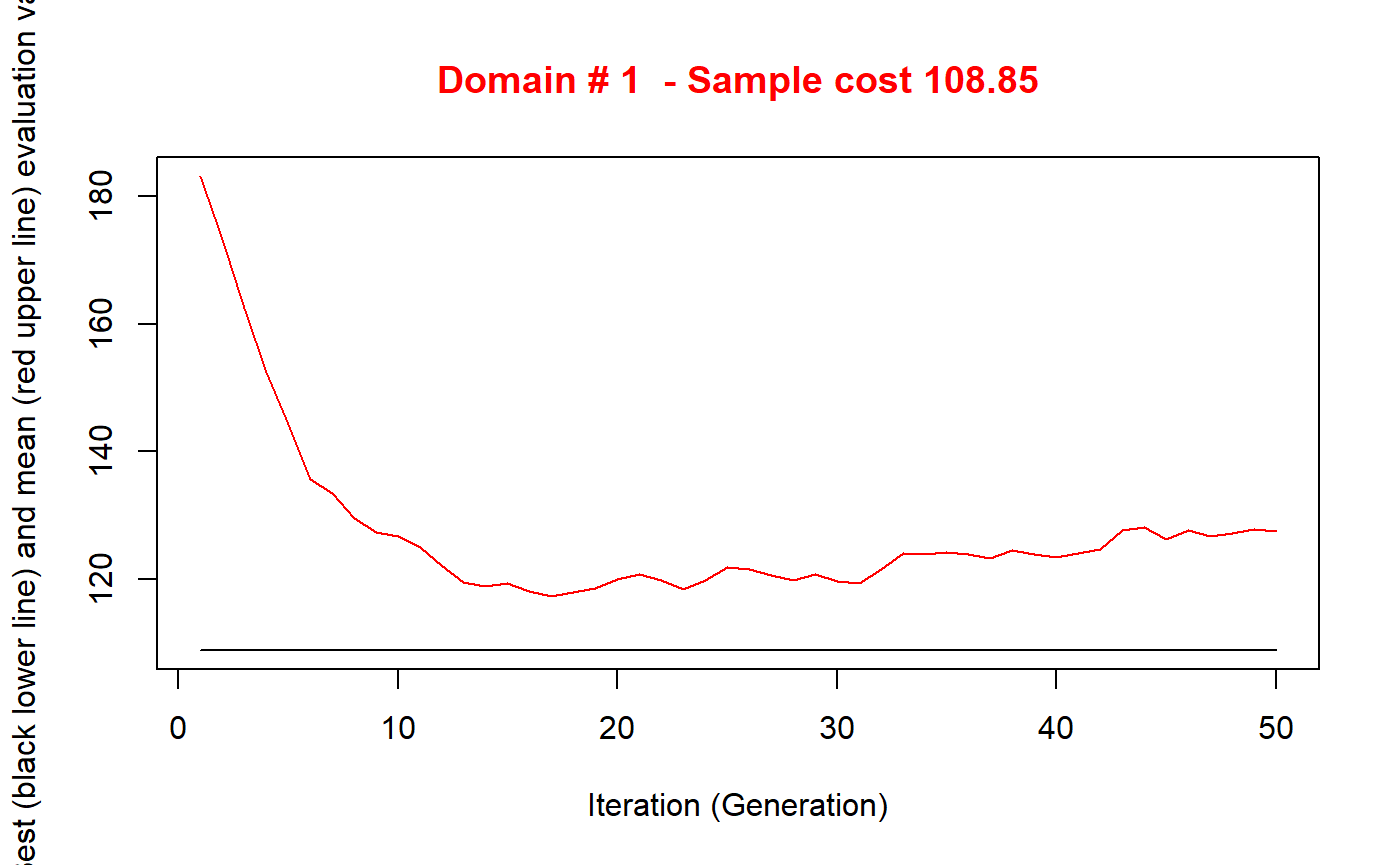 Domain # 1  - Sample cost 108.85
est (black lower line) and mean (red upper line) evaluation va
180
160
140
120
0 10 20 30 40 50
Iteration (Generation)